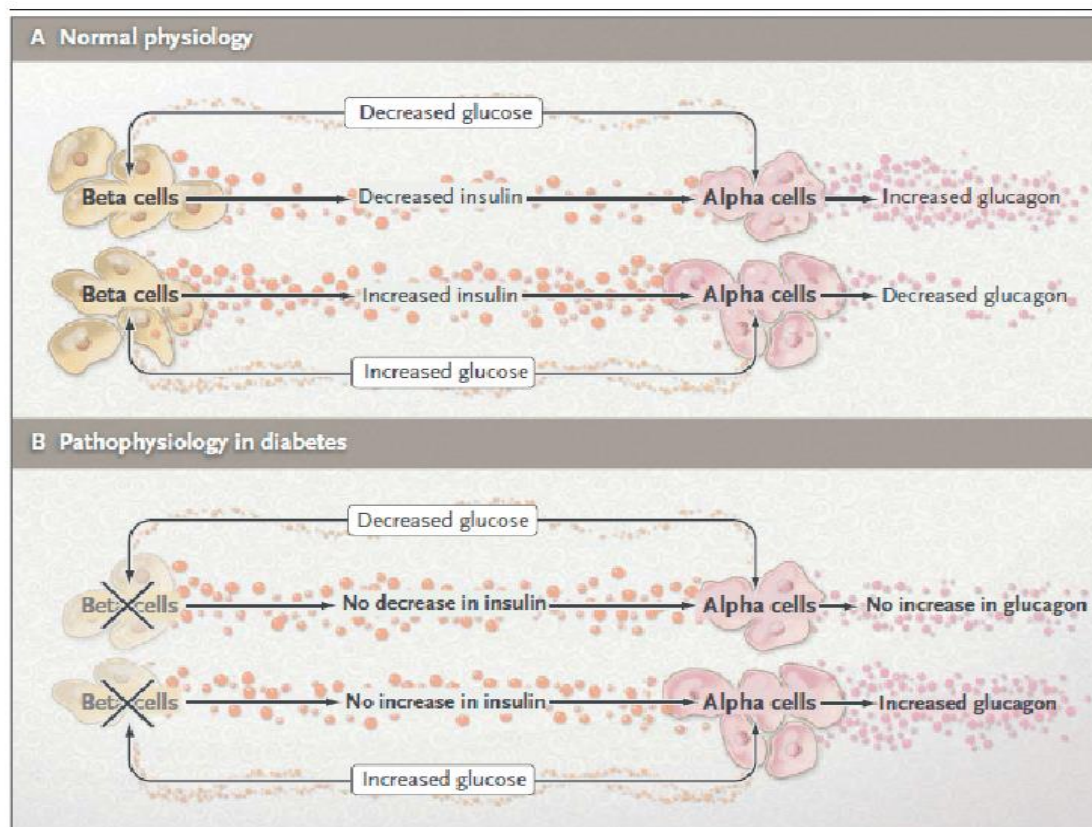 A Normal physiology
Decreased glucose
Beta cells Decreased insulin Alpha cells Increased glucagon
Beta cells Increased insulin Alpha cells Decreased glucagon
Increased glucose
B Pathophysiology in diabetes
Decreased glucose
Beta cells No decrease in insulin Alpha cells No increase in glucagon
Beta cells No increase in insulin Alpha cells Increased glucagon
Increased glucose